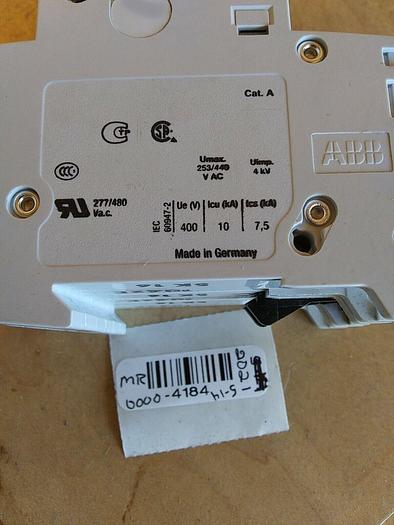 Cat. A
Umax.
253/440
V AC
Uimp.
4 kV
ABB
277/480
Va.c.
IEC
60947-2
Ue (V)
Icu (kA)
Ics (kA)
400
10
7,5
Made in Germany
MR
0000-4184